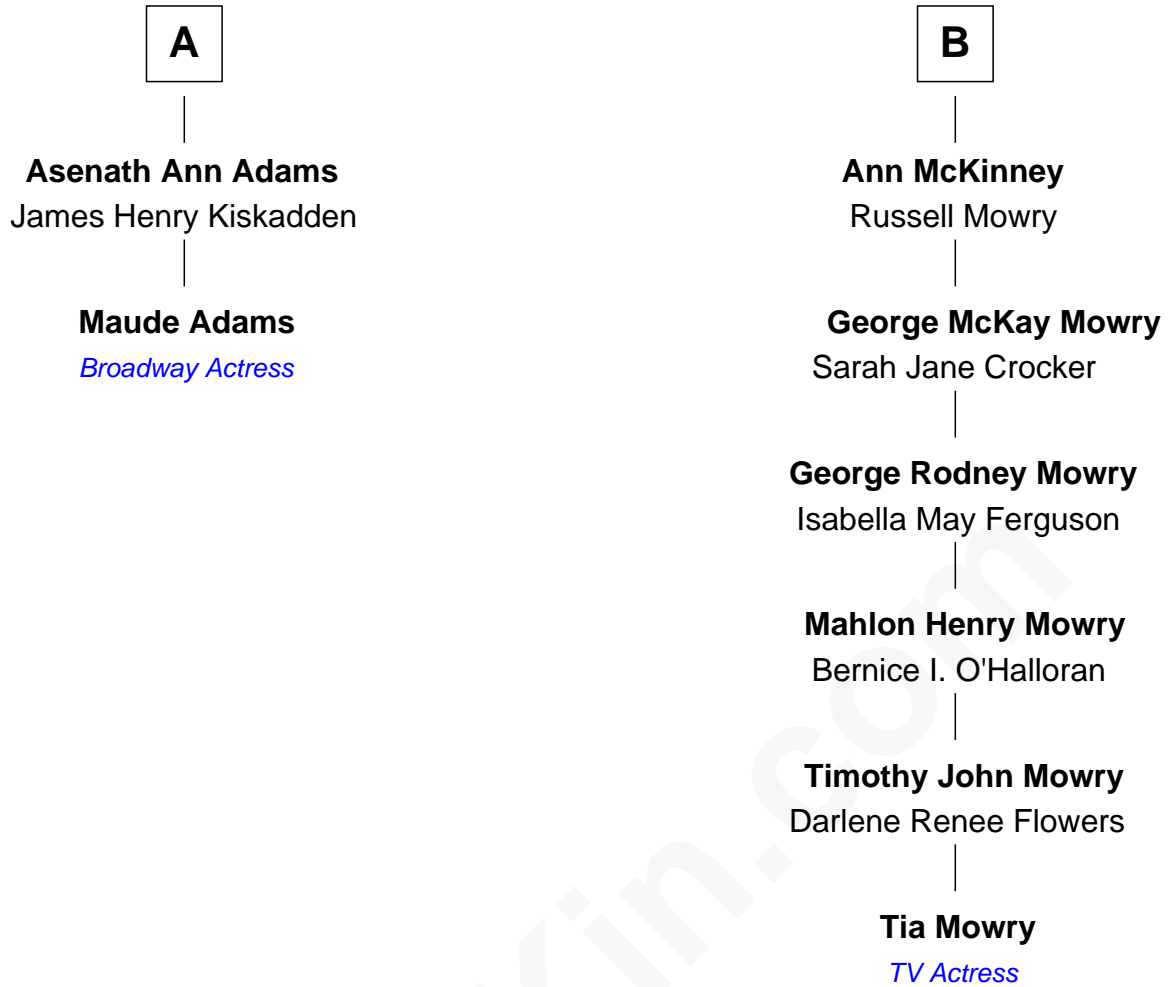 A
Asenath Ann Adams
James Henry Kiskadden
Maude Adams
Broadway Actress
B
Ann McKinney
Russell Mowry
George McKay Mowry
Sarah Jane Crocker
George Rodney Mowry
Isabella May Ferguson
Mahlon Henry Mowry
Bernice I. O'Halloran
Timothy John Mowry
Darlene Renee Flowers
Tia Mowry
TV Actress
Kin.com